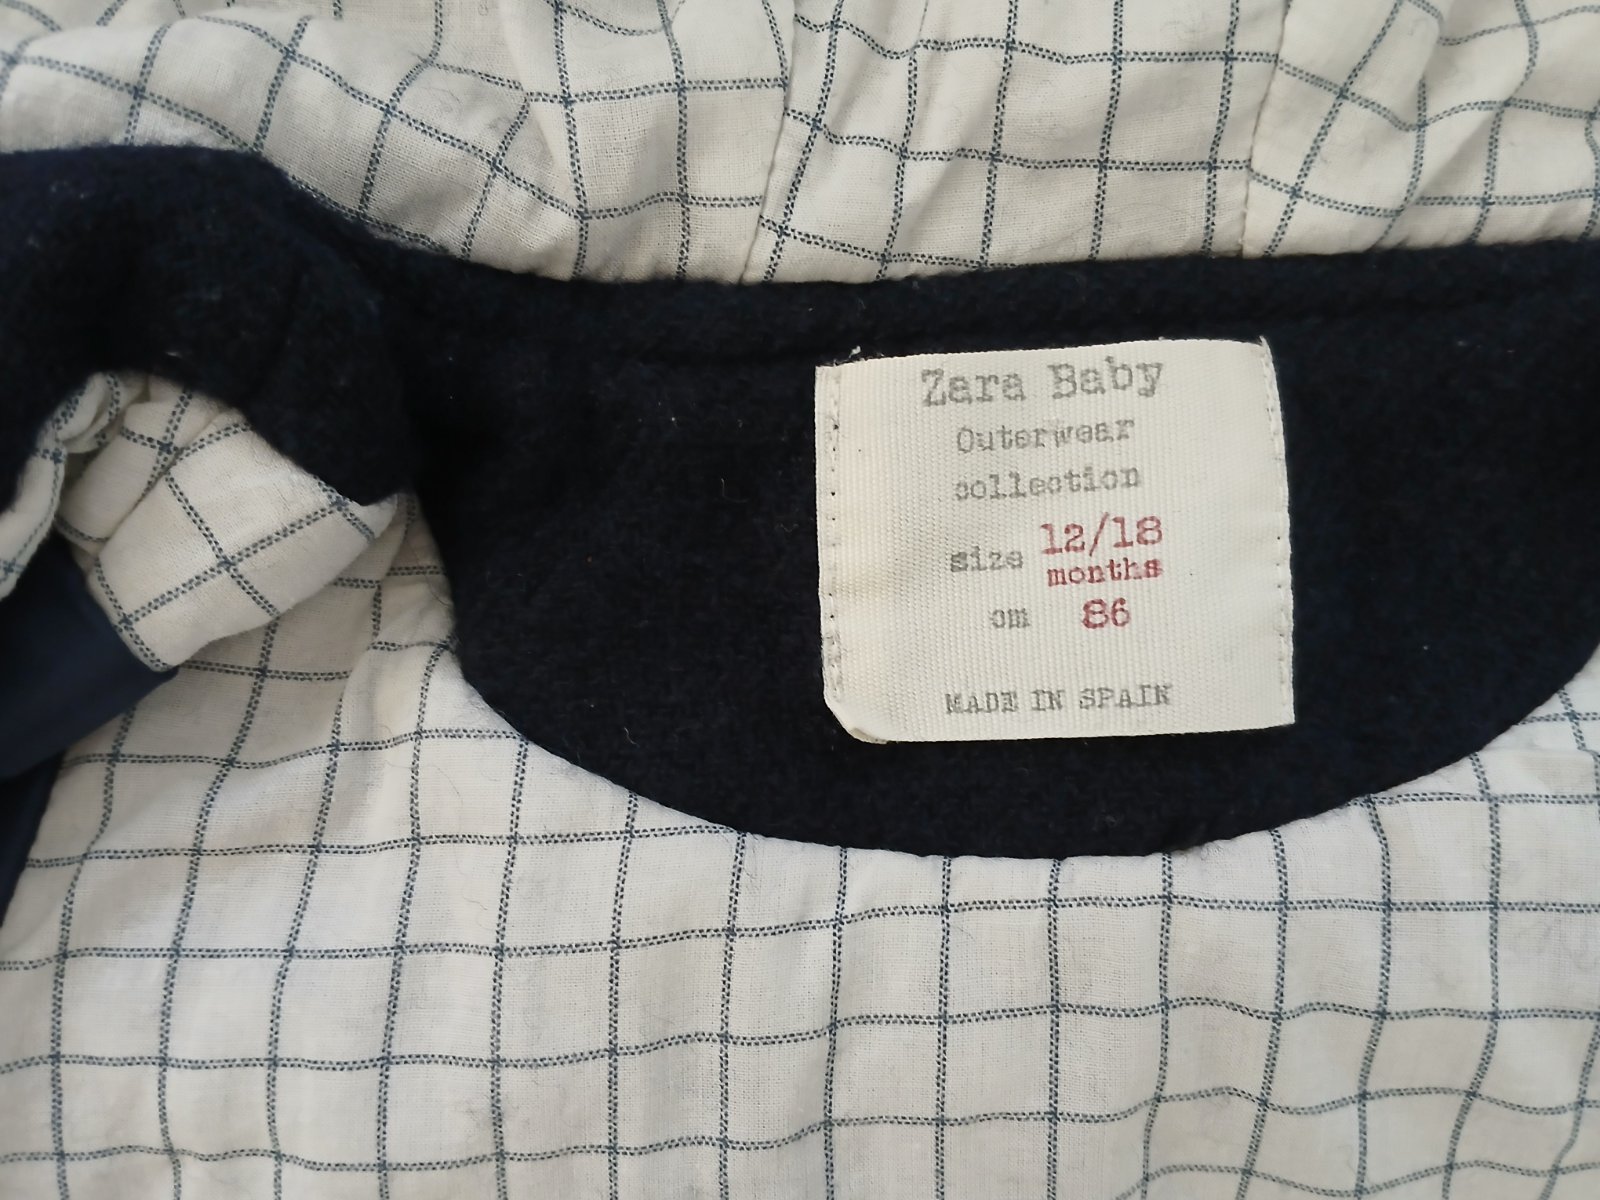 Zara Baby
Outerwear
collection
size 12/18
months
cm 86
MADE IN SPAIN